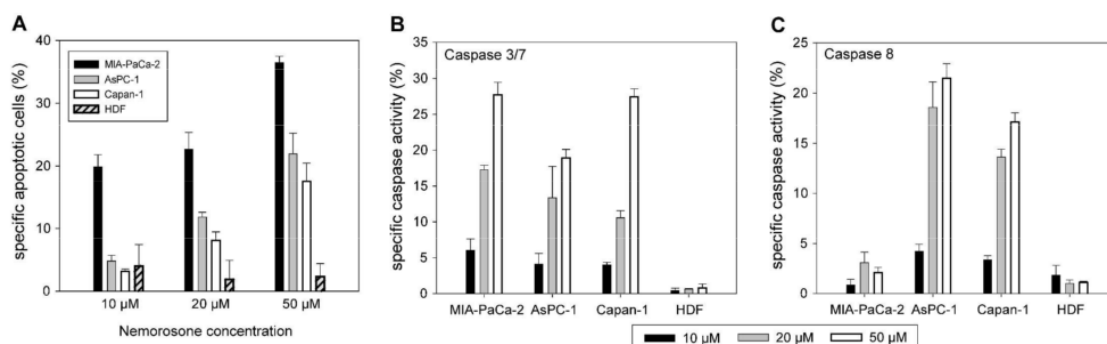 A
specific apoptotic cells (%)
40
30
20
10
0
MIA-PaCa-2
AsPC-1
Capan-1
HDF
10 µM 20 µM 50 µM
Nemorosone concentration
B
specific caspase activity (%)
35
30
25
20
15
10
5
0
Caspase 3/7
MIA-PaCa-2 AsPC-1 Capan-1 HDF
C
specific caspase activity (%)
25
20
15
10
5
0
Caspase 8
MIA-PaCa-2 AsPC-1 Capan-1 HDF
10 µM 20 µM 50 µM